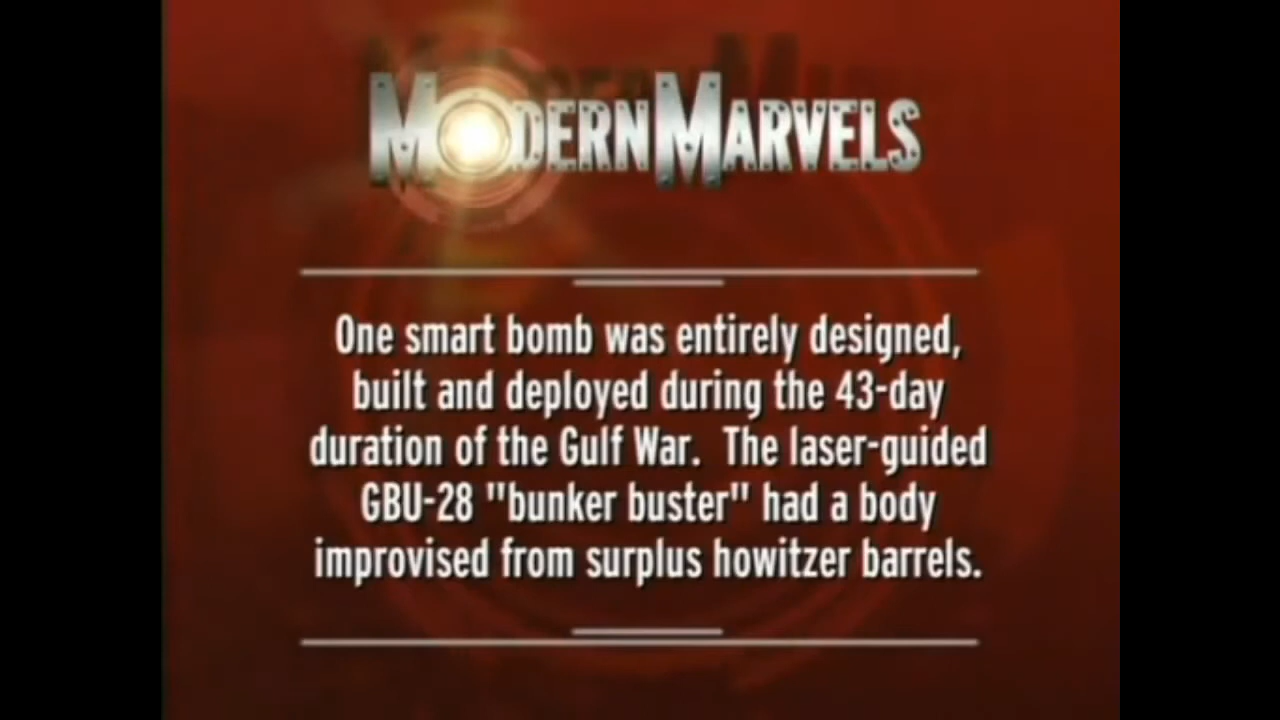 MODERN MARVELS
One smart bomb was entirely designed,
built and deployed during the 43-day
duration of the Gulf War.  The laser-guided
GBU-28 "bunker buster" had a body
improvised from surplus howitzer barrels.